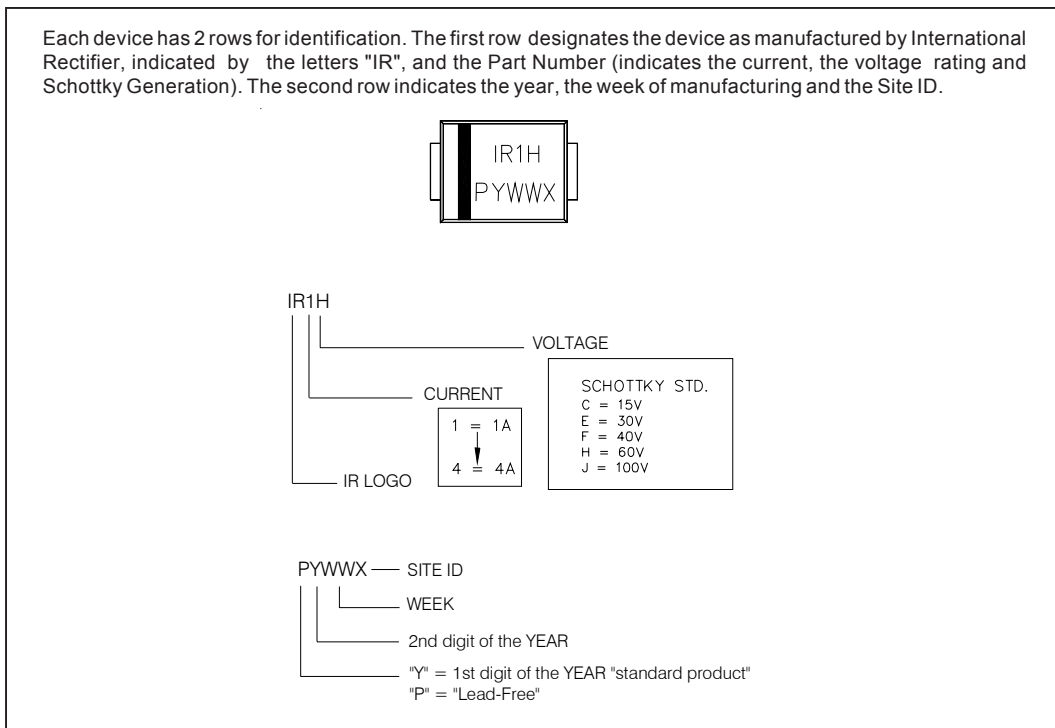 Each device has 2 rows for identification. The first row designates the device as manufactured by International
Rectifier, indicated by the letters "IR", and the Part Number (indicates the current, the voltage rating and
Schottky Generation). The second row indicates the year, the week of manufacturing and the Site ID.
IR1H
PYWWX
IR1H
VOLTAGE
SCHOTTKY STD.
C = 15V
E = 30V
F = 40V
H = 60V
J = 100V
CURRENT
1 = 1A
4 = 4A
IR LOGO
PYWWX
SITE ID
WEEK
2nd digit of the YEAR
"Y" = 1st digit of the YEAR "standard product"
"P" = "Lead-Free"